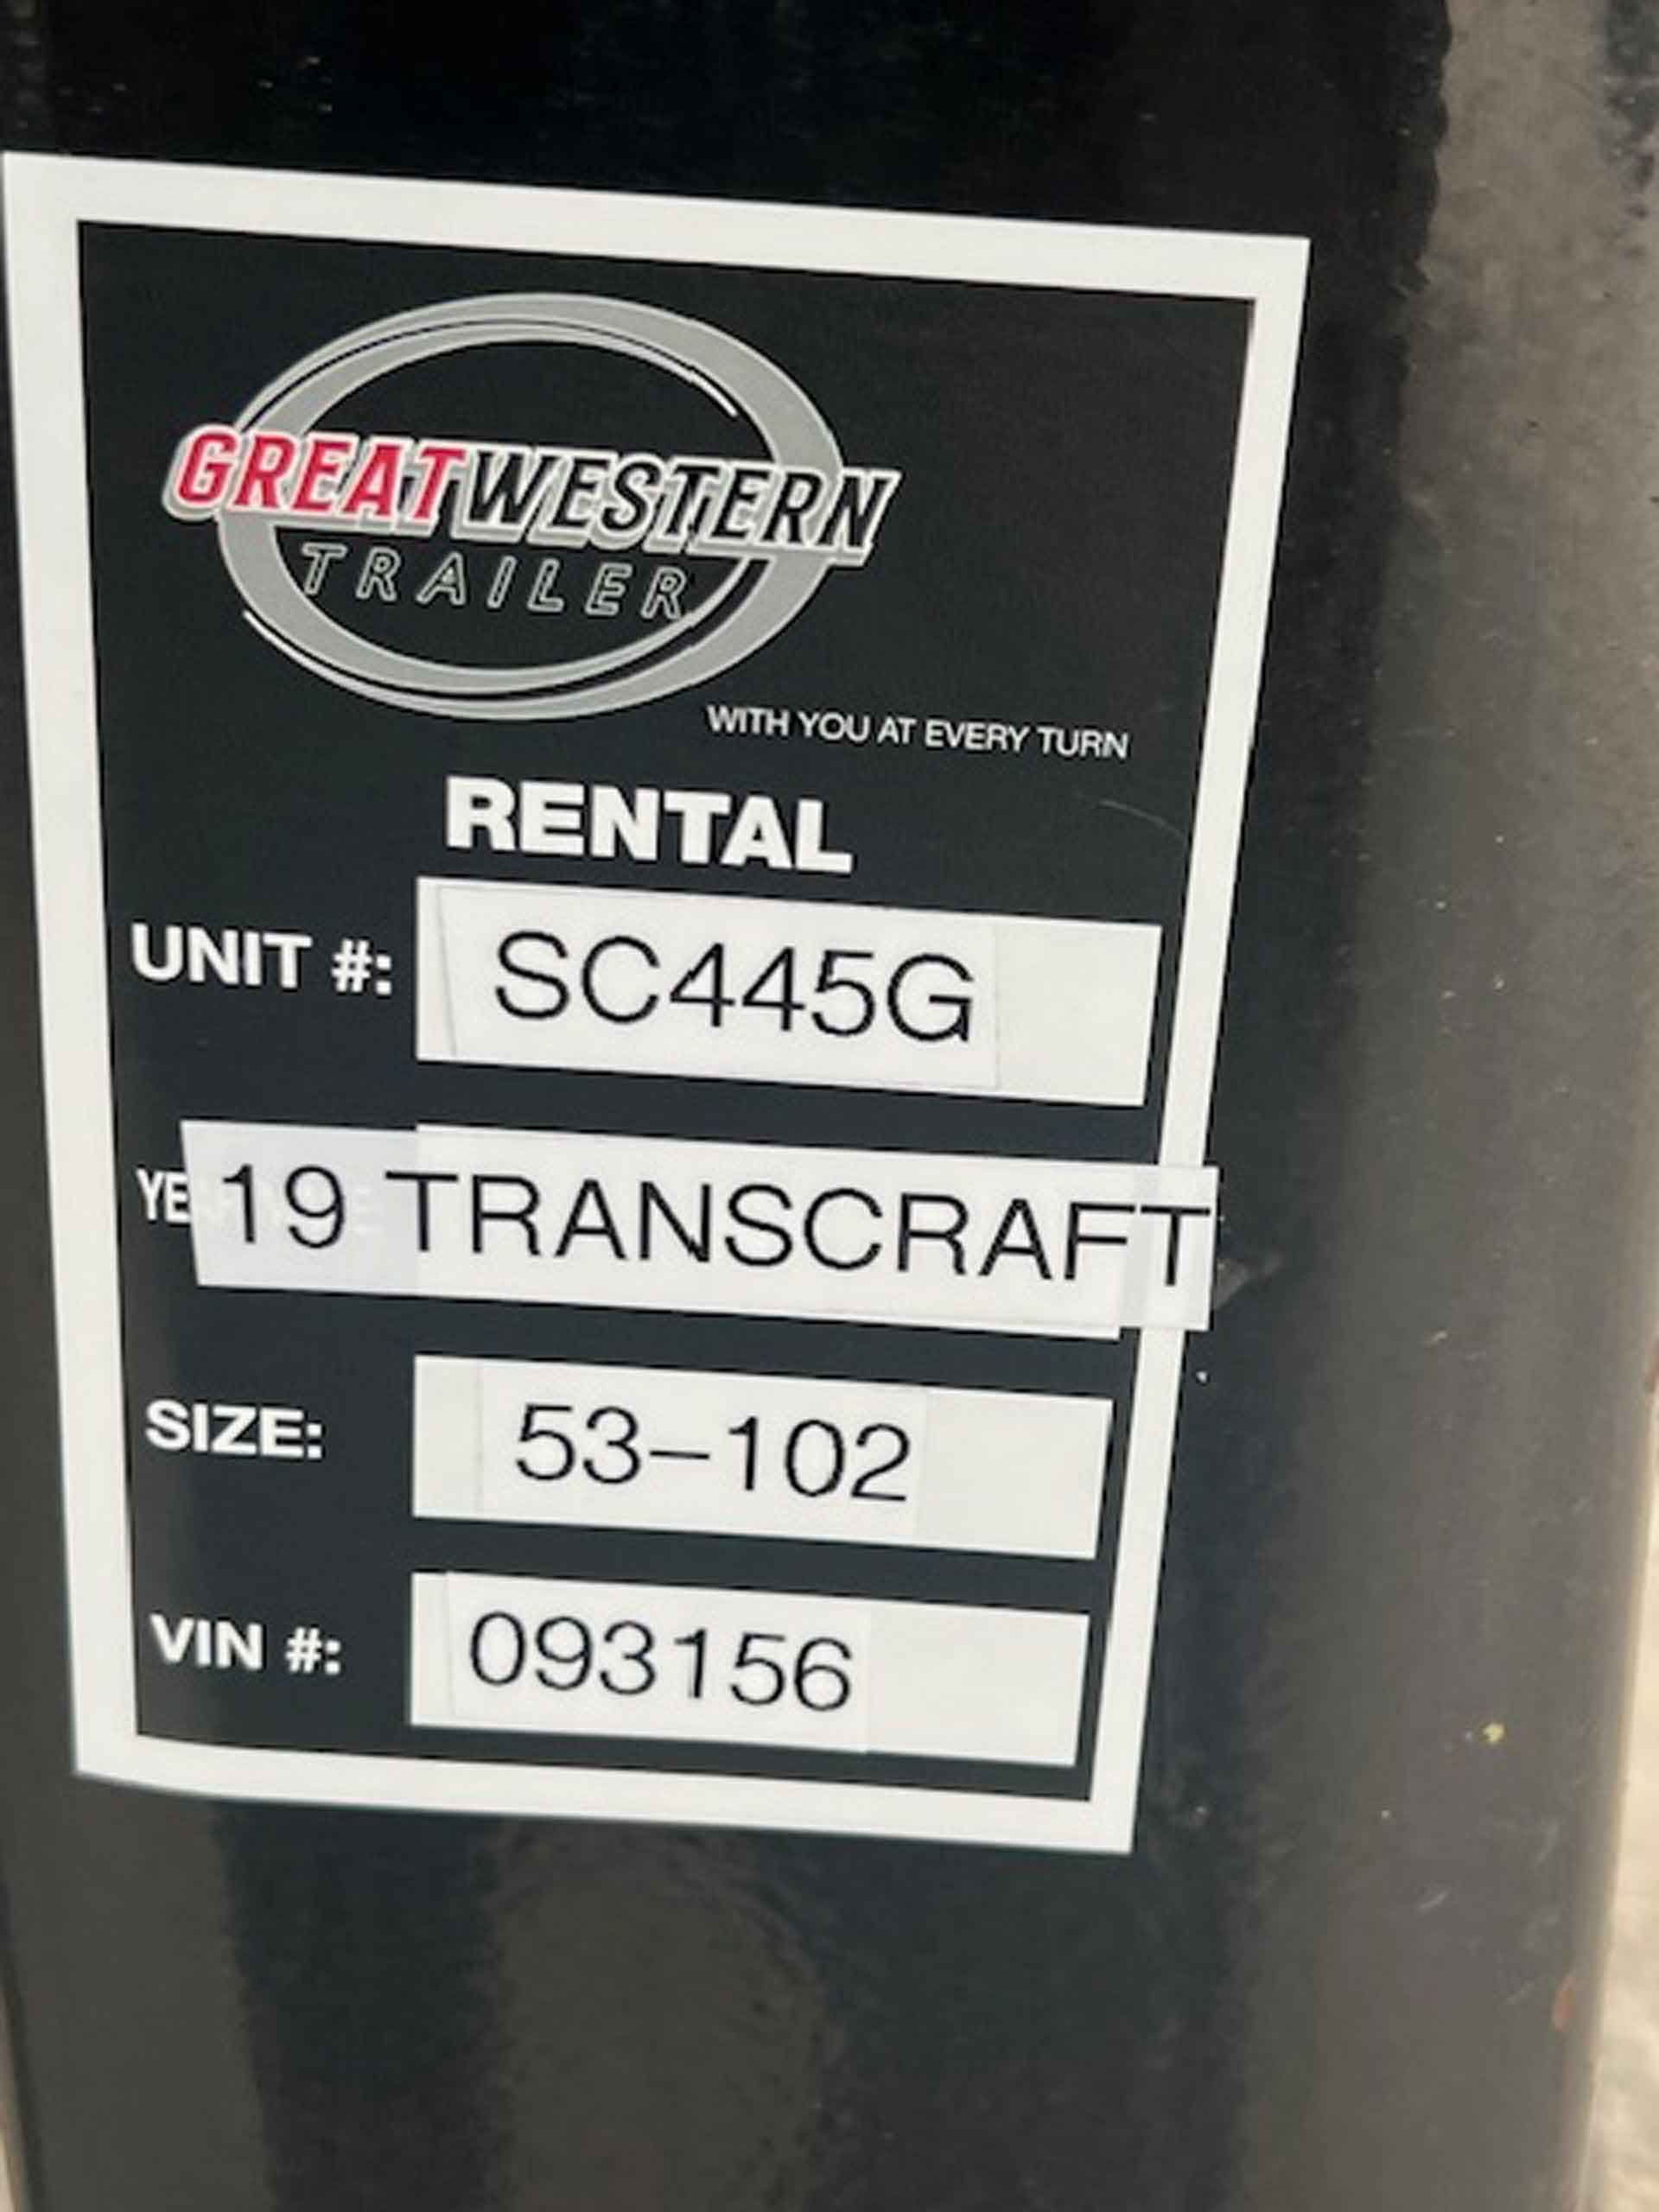 GREATWESTERN
TRAILER
WITH YOU AT EVERY TURN
RENTAL
UNIT #: SC445G
19 TRANSCRAFT
SIZE: 53-102
VIN #: 093156